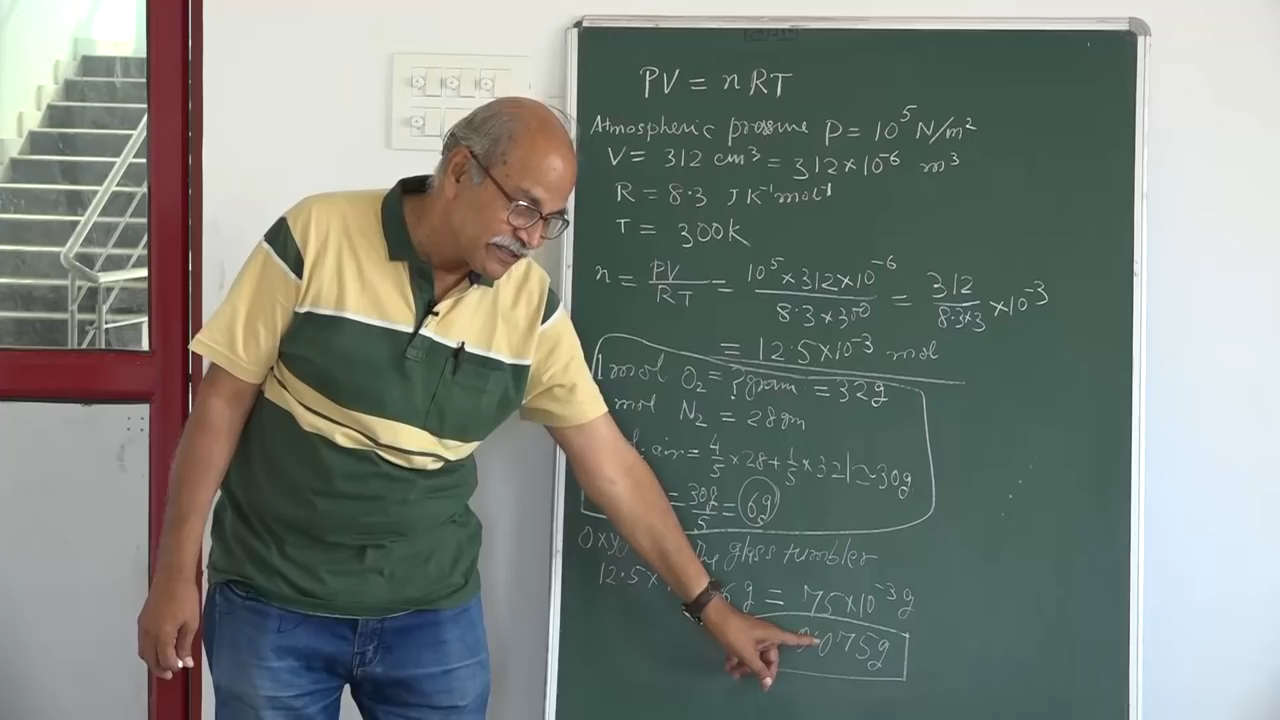 PV = nRT
Atmospheric pressure P = 10⁵ N/m²
V = 312 cm³ = 312×10⁻⁶ m³
R = 8.3 JK⁻¹mol⁻¹
T = 300K
n = PV/RT = 10⁵×312×10⁻⁶/8.3×300 = 312/8.3×3 ×10⁻³
= 12.5×10⁻³ mol
1 mol O₂ = ?gram = 32g
mol N₂ = 28gm
air = 4/5 ×28 + 1/5 ×32 | ≃ 30g
= 30g/5 = 6g
glass tumbler
12.5× 6g = 75×10⁻³g
0.075g